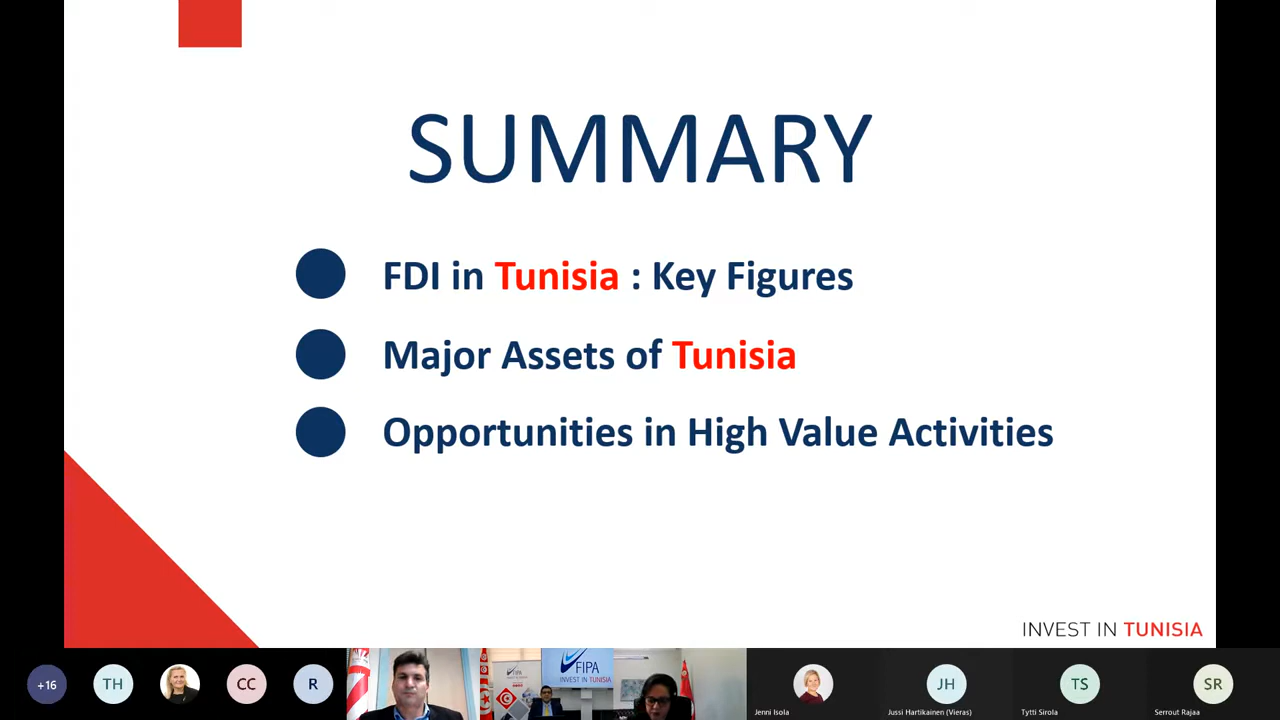 SUMMARY
FDI in Tunisia : Key Figures
Major Assets of Tunisia
Opportunities in High Value Activities
INVEST IN TUNISIA
+16
TH
CC
R
FIPA
FIPA
INVEST IN TUNISIA
Jenni Isola
JH
Jussi Hartikainen (Vieras)
TS
Tytti Sirola
SR
Serrout Rajaa